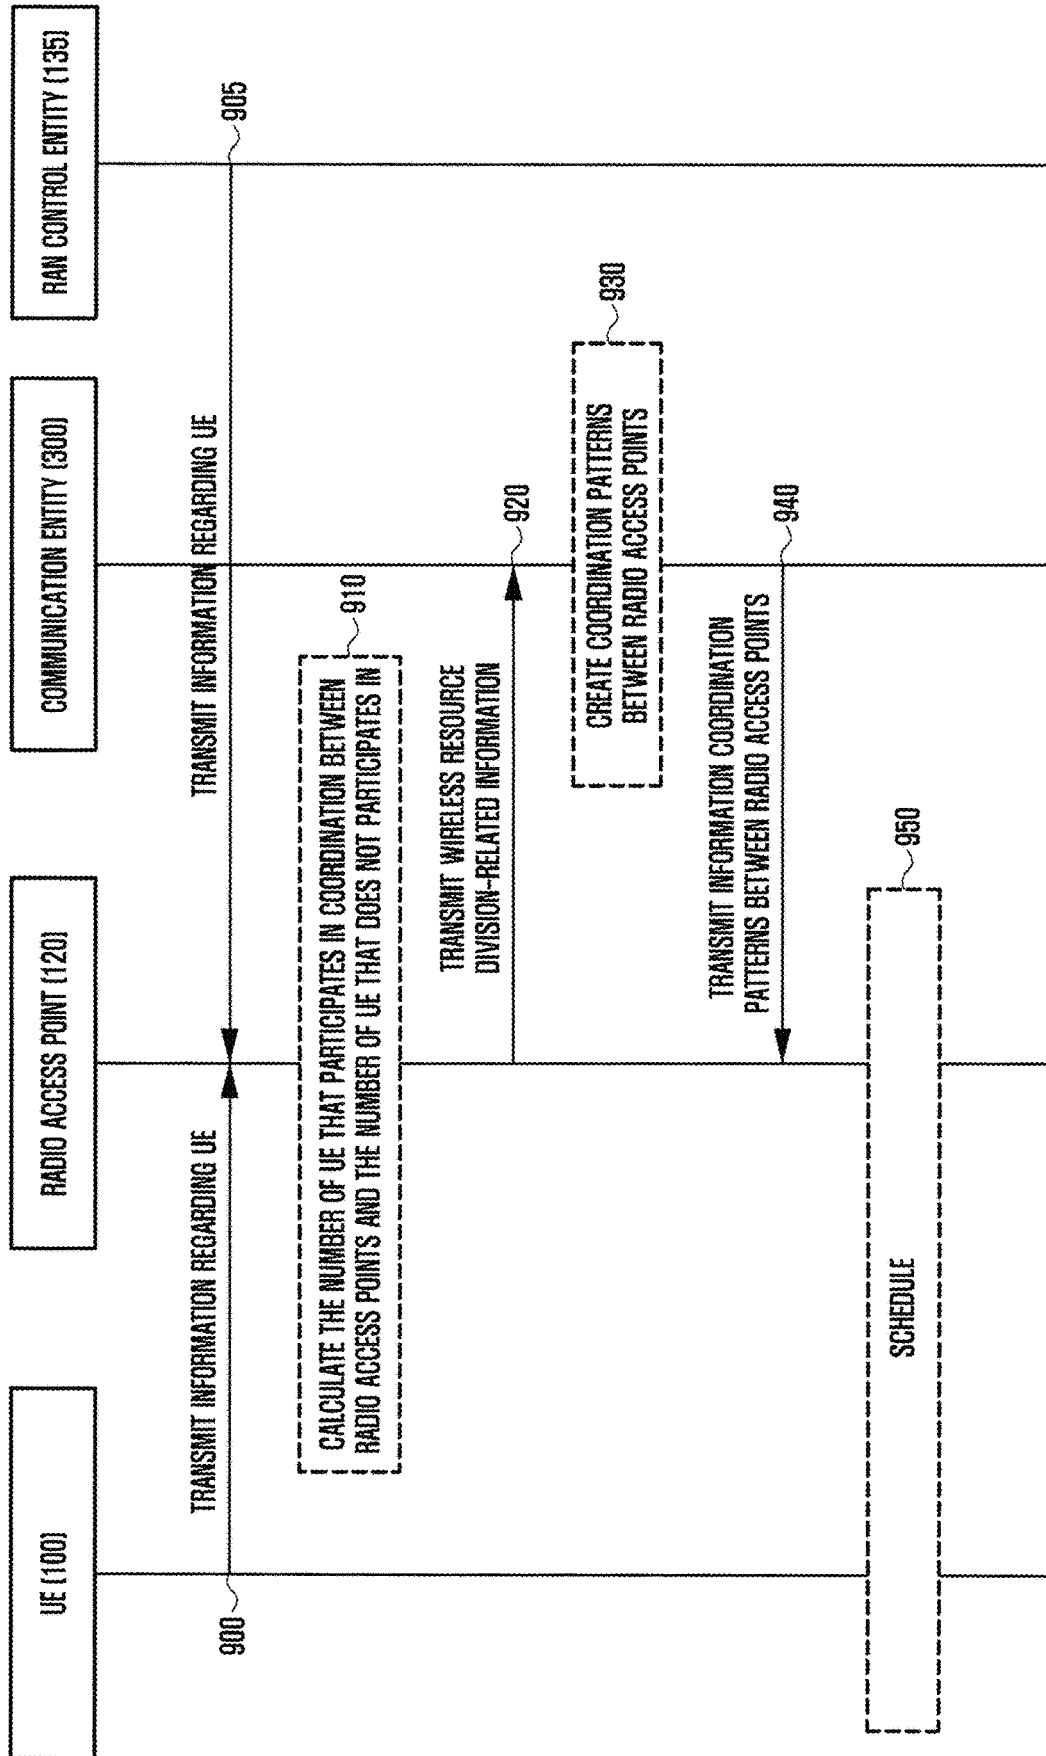 UE (100)
RADIO ACCESS POINT (120)
COMMUNICATION ENTITY (300)
RAN CONTROL ENTITY (135)
900
TRANSMIT INFORMATION REGARDING UE
TRANSMIT INFORMATION REGARDING UE
905
CALCULATE THE NUMBER OF UE THAT PARTICIPATES IN COORDINATION BETWEEN
RADIO ACCESS POINTS AND THE NUMBER OF UE THAT DOES NOT PARTICIPATES IN
910
TRANSMIT WIRELESS RESOURCE
DIVISION-RELATED INFORMATION
920
CREATE COORDINATION PATTERNS
BETWEEN RADIO ACCESS POINTS
930
TRANSMIT INFORMATION COORDINATION
PATTERNS BETWEEN RADIO ACCESS POINTS
940
SCHEDULE
950